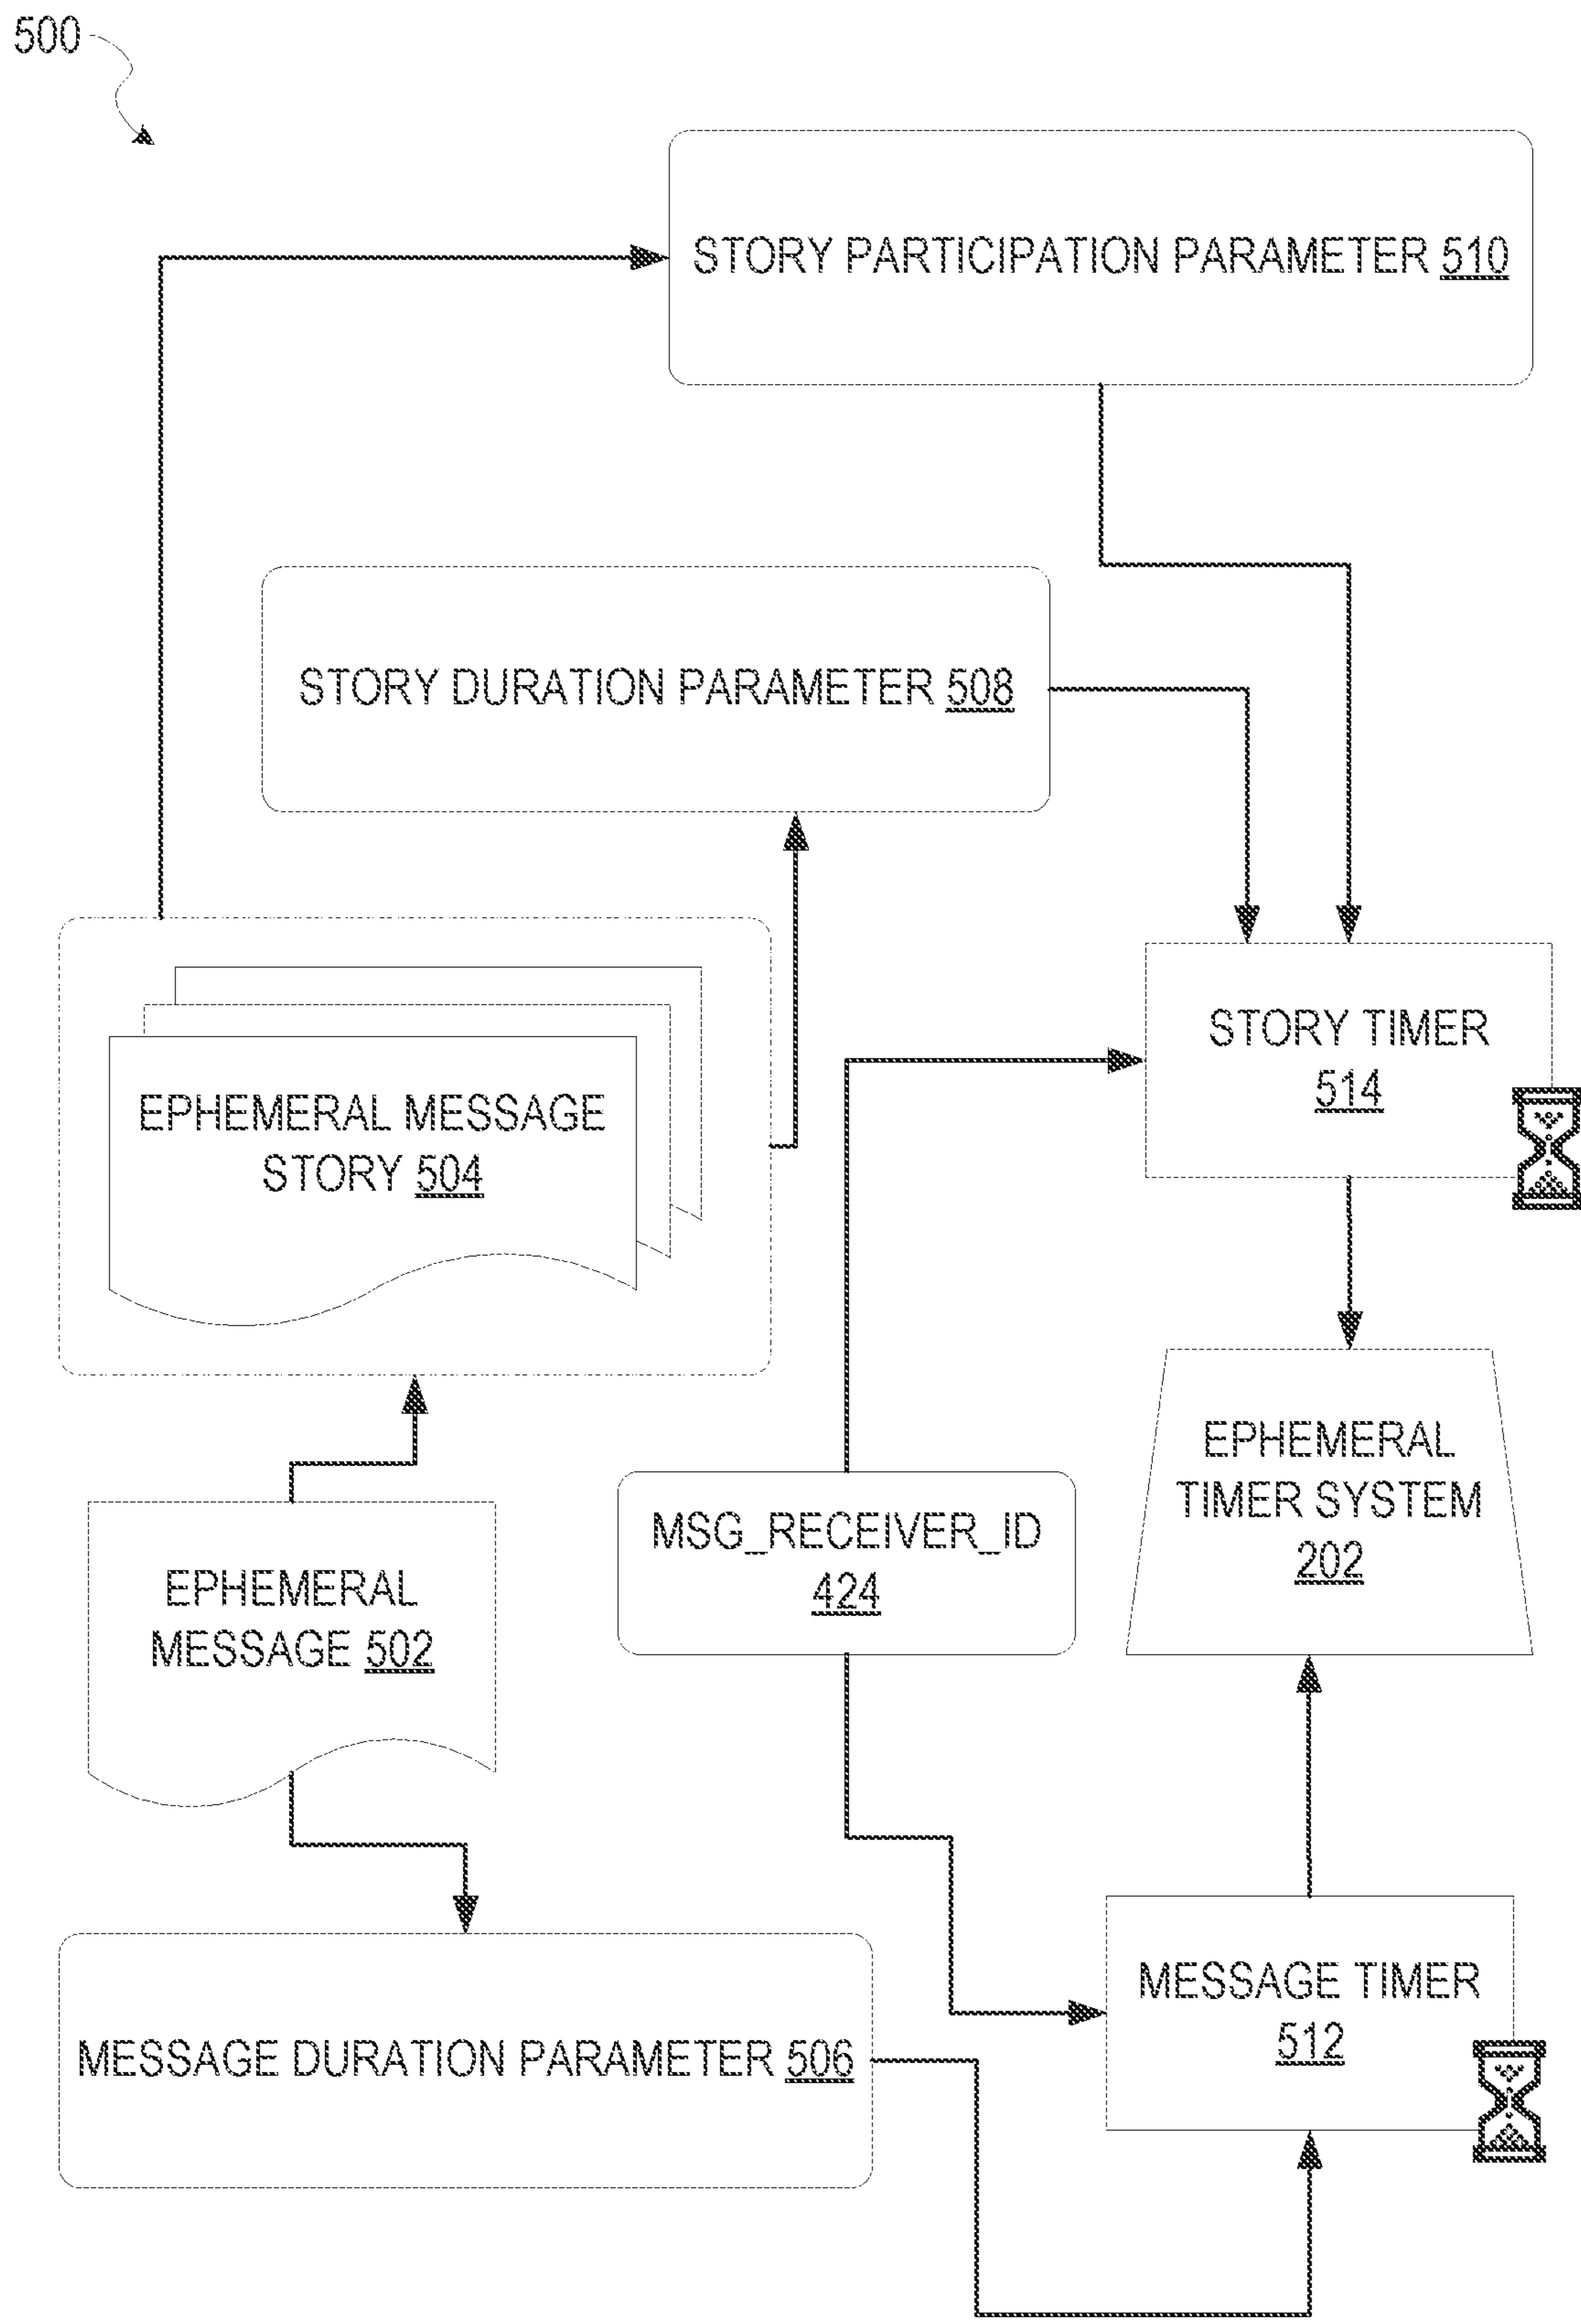 500
STORY PARTICIPATION PARAMETER 510
STORY DURATION PARAMETER 508
STORY TIMER
514
EPHEMERAL MESSAGE
STORY 504
EPHEMERAL
TIMER SYSTEM
202
MSG_RECEIVER_ID
424
EPHEMERAL
MESSAGE 502
MESSAGE TIMER
512
MESSAGE DURATION PARAMETER 506